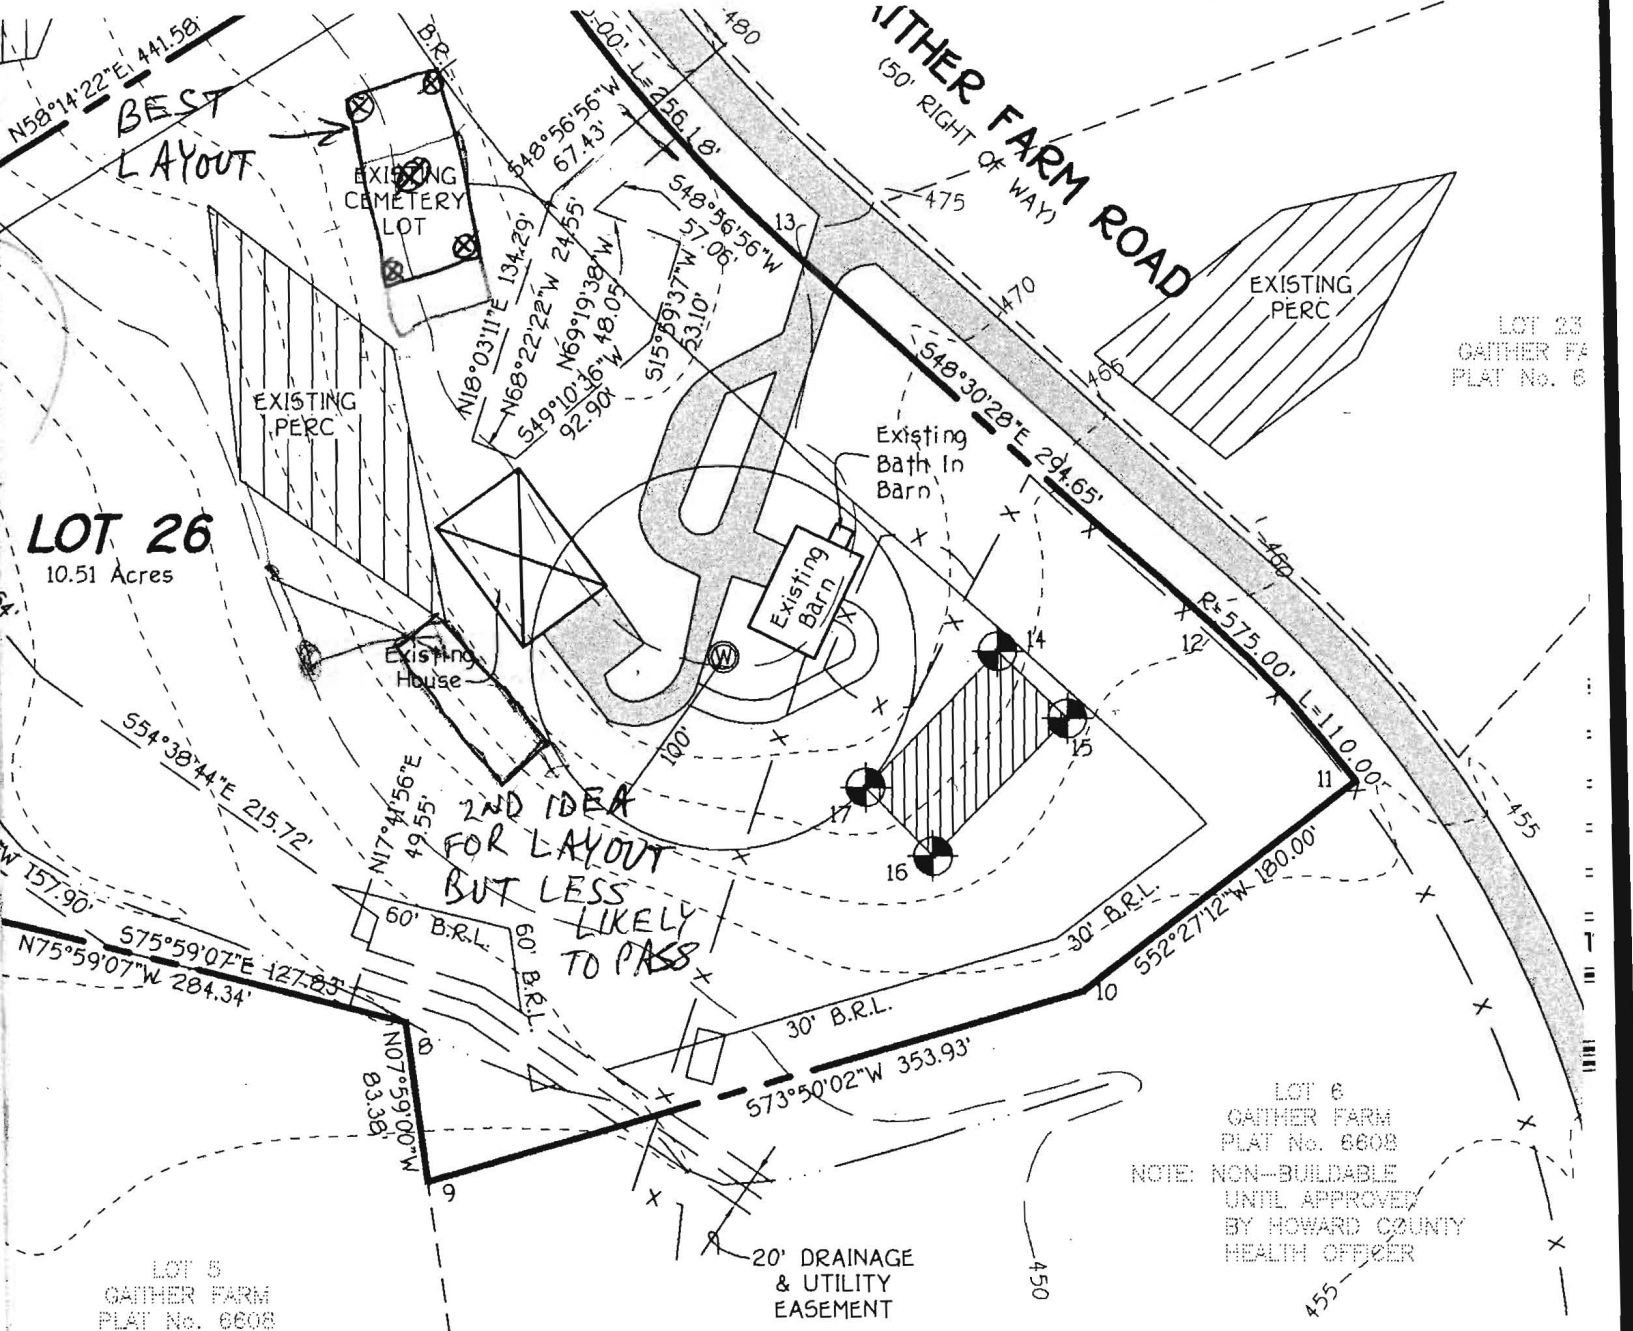 N58°14'22"E 441.58'
BEST
LAYOUT
B.R.L.
EXISTING
CEMETERY
LOT
L=256.18'
S48°56'56"W
67.43'
S48°56'56"W
57.06'
N18°03'11"E 134.29'
N68°22'22"W 24.55'
N69°19'38"W
48.05'
S49°10'36"W
92.90'
S15°59'37"W
53.10'
13
480
475
470
466
460
455
AITHER FARM ROAD
(50' RIGHT OF WAY)
EXISTING
PERC
LOT 23
GAITHER FA
PLAT No. 6
S48°30'28"E 294.65'
EXISTING
PERC
Existing
Bath In
Barn
Existing
Barn
LOT 26
10.51 Acres
Existing
House
W
100'
14
15
16
17
12
R=575.00' L=110.00'
11
S54°38'44"E 215.72'
N17°41'56"E
49.55'
2ND IDEA
FOR LAYOUT
BUT LESS
LIKELY
TO PASS
"W 157.90'
60' B.R.L.
60' B.R.L.
S75°59'07"E 127.83'
N75°59'07"W 284.34'
30' B.R.L.
S52°27'12"W 180.00'
10
30' B.R.L.
S73°50'02"W 353.93'
8
N07°59'00"W
83.38'
9
20' DRAINAGE
& UTILITY
EASEMENT
450
455
LOT 6
GAITHER FARM
PLAT No. 6608
NOTE: NON-BUILDABLE
UNTIL APPROVED
BY HOWARD COUNTY
HEALTH OFFICER
LOT 5
GAITHER FARM
PLAT No. 6608